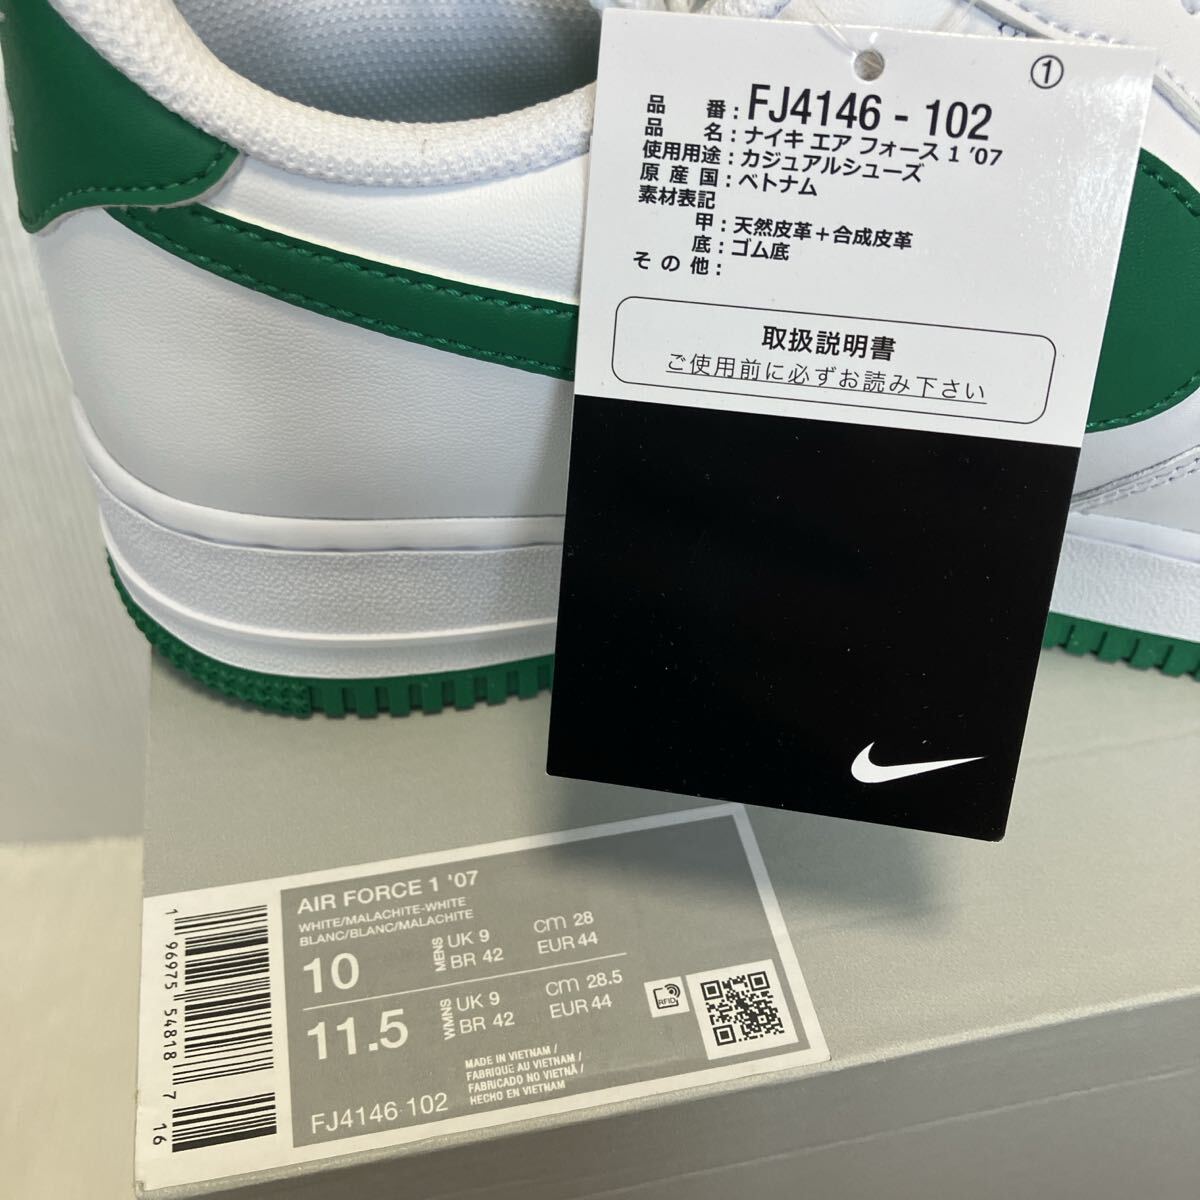 ①
品番：FJ4146 - 102
品名：ナイキ エア フォース 1 '07
使用用途：カジュアルシューズ
原産国：ベトナム
素材表記
甲：天然皮革＋合成皮革
底：ゴム底
その他：
取扱説明書
ご使用前に必ずお読み下さい
AIR FORCE 1 '07
WHITE/MALACHITE-WHITE
BLANC/BLANC/MALACHITE
10 MENS UK 9 cm 28
BR 42 EUR 44
11.5 WMNS UK 9 cm 28.5
BR 42 EUR 44
RFID
MADE IN VIETNAM /
FABRIQUE AU VIETNAM /
FABRICADO NO VIETNÃ /
HECHO EN VIETNAM
FJ4146 102
1 96975 54818 7
16